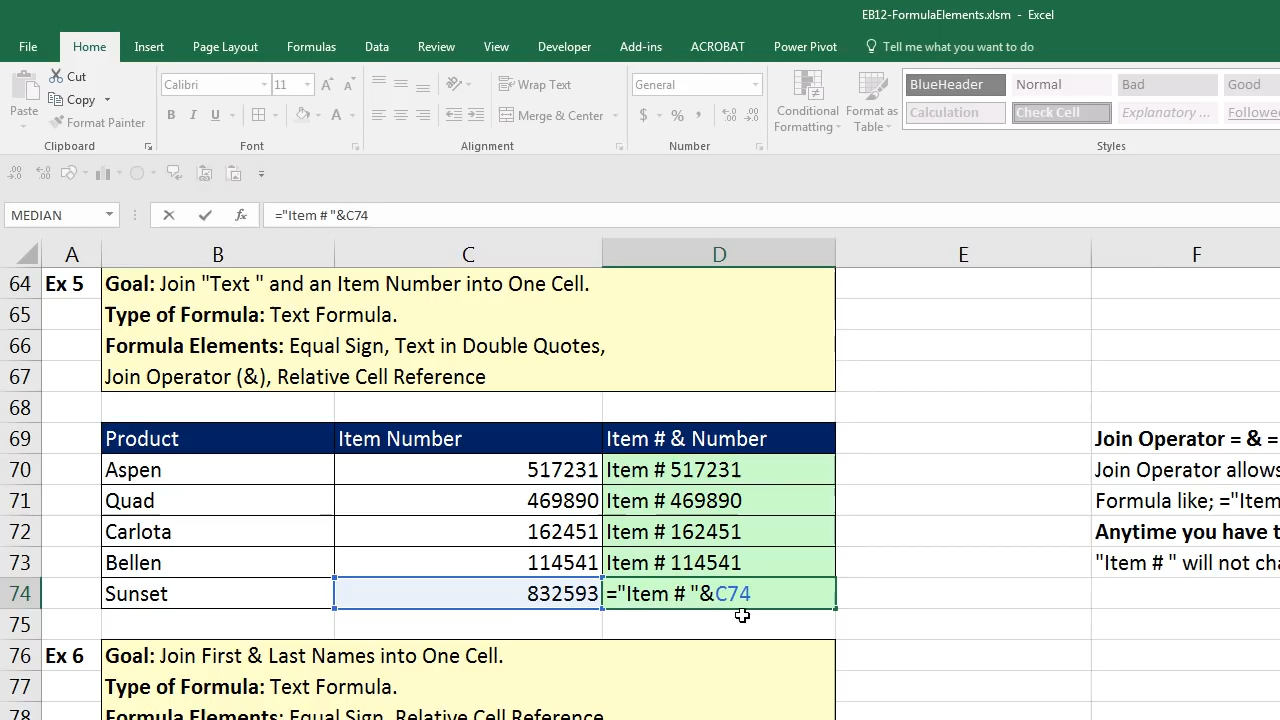 EB12-FormulaElements.xlsm - Excel
File Home Insert Page Layout Formulas Data Review View Developer Add-ins ACROBAT Power Pivot Tell me what you want to do
Paste
Cut
Copy
Format Painter
Clipboard
Calibri 11
B I U
Font
Wrap Text
Merge & Center
Alignment
General
$ % ,
Number
Conditional Formatting
Format as Table
BlueHeader Normal Bad Good
Calculation Check Cell Explanatory ... Followed
Styles
MEDIAN fx ="Item # "&C74
A B C D E F
64 Ex 5 Goal: Join "Text " and an Item Number into One Cell.
65 Type of Formula: Text Formula.
66 Formula Elements: Equal Sign, Text in Double Quotes,
67 Join Operator (&), Relative Cell Reference
68
69 Product Item Number Item # & Number Join Operator = & =
70 Aspen 517231 Item # 517231 Join Operator allows
71 Quad 469890 Item # 469890 Formula like; ="Item
72 Carlota 162451 Item # 162451 Anytime you have t
73 Bellen 114541 Item # 114541 "Item # " will not cha
74 Sunset 832593 ="Item # "&C74
75
76 Ex 6 Goal: Join First & Last Names into One Cell.
77 Type of Formula: Text Formula.
78 Formula Elements: Equal Sign, Relative Cell Reference